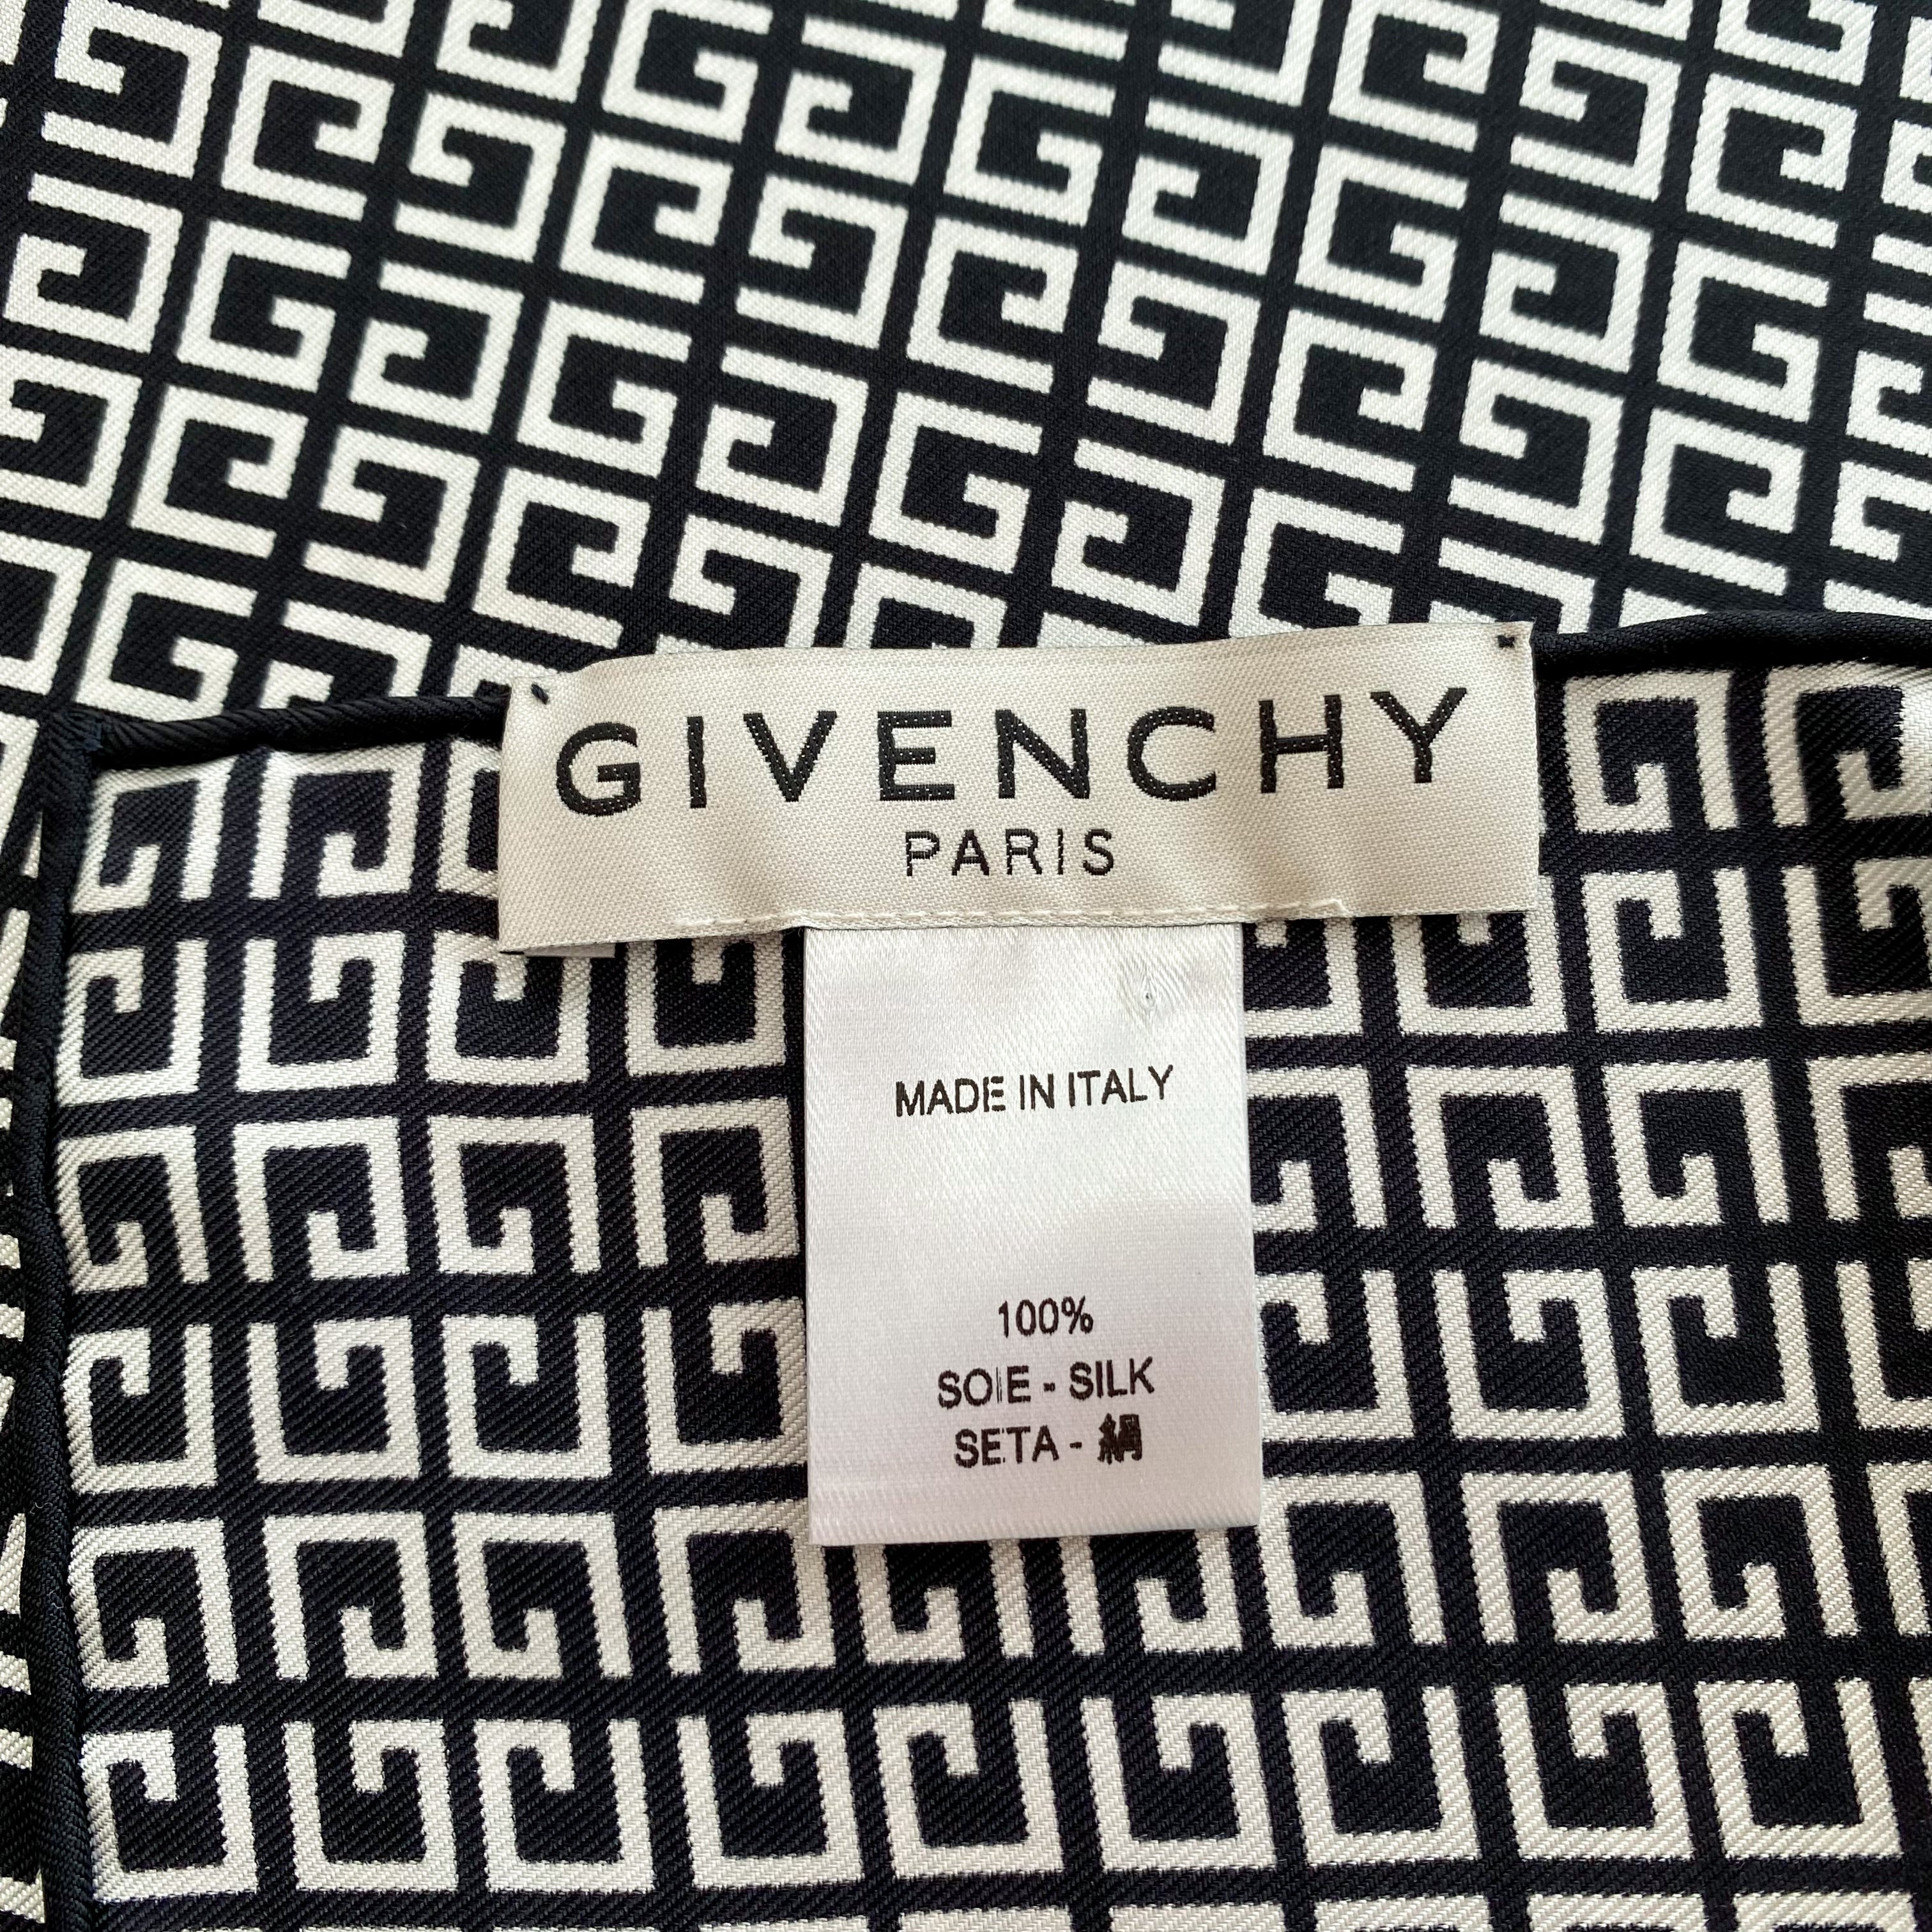 GIVENCHY
PARIS
MADE IN ITALY
100%
SOIE - SILK
SETA - 絹